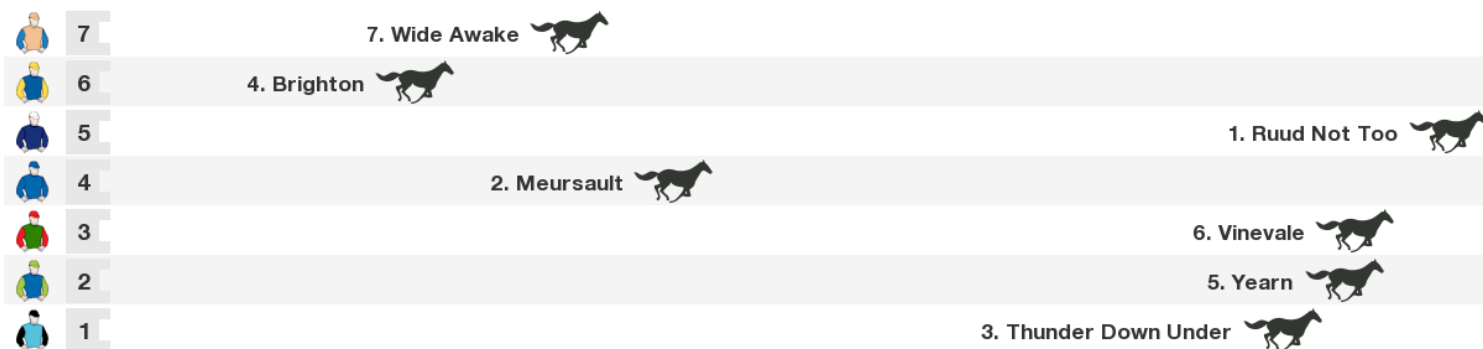 7 7. Wide Awake
6 4. Brighton
5 1. Ruud Not Too
4 2. Meursault
3 6. Vinevale
2 5. Yearn
1 3. Thunder Down Under